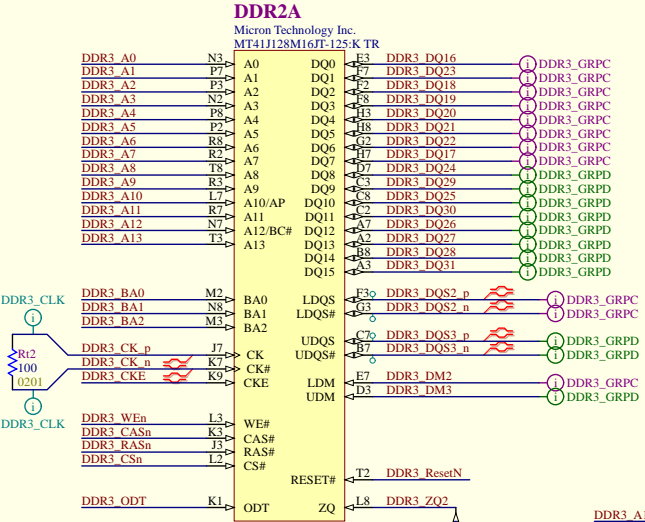 DDR2A
Micron Technology Inc.
MT41J128M16JT-125:K TR
DDR3_A0 N3 A0 DQ0 E3 DDR3_DQ16 i DDR3_GRPC
DDR3_A1 P7 A1 DQ1 F7 DDR3_DQ23 i DDR3_GRPC
DDR3_A2 P3 A2 DQ2 F2 DDR3_DQ18 i DDR3_GRPC
DDR3_A3 N2 A3 DQ3 F8 DDR3_DQ19 i DDR3_GRPC
DDR3_A4 P8 A4 DQ4 H3 DDR3_DQ20 i DDR3_GRPC
DDR3_A5 P2 A5 DQ5 H8 DDR3_DQ21 i DDR3_GRPC
DDR3_A6 R8 A6 DQ6 G2 DDR3_DQ22 i DDR3_GRPC
DDR3_A7 R2 A7 DQ7 H7 DDR3_DQ17 i DDR3_GRPC
DDR3_A8 T8 A8 DQ8 D7 DDR3_DQ24 i DDR3_GRPD
DDR3_A9 R3 A9 DQ9 C3 DDR3_DQ29 i DDR3_GRPD
DDR3_A10 L7 A10/AP DQ10 C8 DDR3_DQ25 i DDR3_GRPD
DDR3_A11 R7 A11 DQ11 C2 DDR3_DQ30 i DDR3_GRPD
DDR3_A12 N7 A12/BC# DQ12 A7 DDR3_DQ26 i DDR3_GRPD
DDR3_A13 T3 A13 DQ13 A2 DDR3_DQ27 i DDR3_GRPD
DQ14 B8 DDR3_DQ28 i DDR3_GRPD
DQ15 A3 DDR3_DQ31 i DDR3_GRPD
DDR3_CLK DDR3_BA0 M2 BA0 LDQS F3 DDR3_DQS2_p i DDR3_GRPC
i DDR3_BA1 N8 BA1 LDQS# G3 DDR3_DQS2_n i DDR3_GRPC
DDR3_BA2 M3 BA2
UDQS C7 DDR3_DQS3_p i DDR3_GRPD
Rt2 DDR3_CK_p J7 CK UDQS# B7 DDR3_DQS3_n i DDR3_GRPD
100 DDR3_CK_n K7 CK#
0201 DDR3_CKE K9 CKE LDM E7 DDR3_DM2 i DDR3_GRPC
i UDM D3 DDR3_DM3 i DDR3_GRPD
DDR3_CLK DDR3_WEn L3 WE#
DDR3_CASn K3 CAS#
DDR3_RASn J3 RAS#
DDR3_CSn L2 CS#
RESET# T2 DDR3_ResetN
DDR3_ODT K1 ODT ZQ L8 DDR3_ZQ2